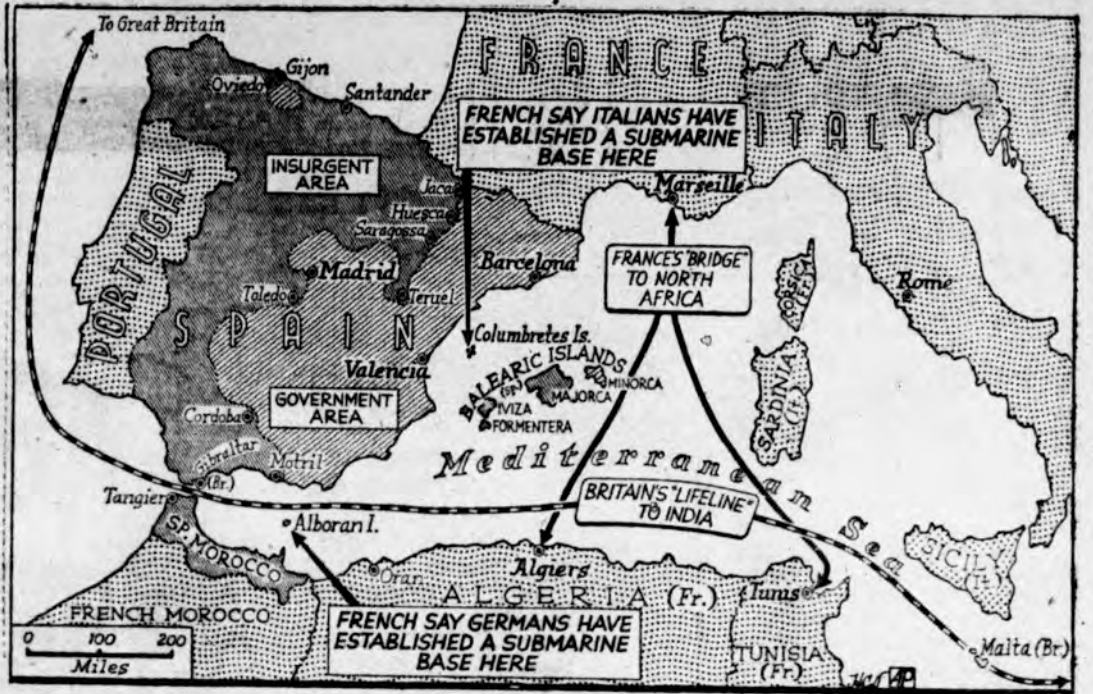 To Great Britain
FRANCE
ITALY
Gijon
Oviedo
Santander
FRENCH SAY ITALIANS HAVE
ESTABLISHED A SUBMARINE
BASE HERE
INSURGENT
AREA
PORTUGAL
Jaca
Huesca
Saragossa
Marseille
Barcelona
FRANCE'S "BRIDGE"
TO NORTH
AFRICA
CORSICA
(Fr.)
Rome
Madrid
Toledo
Teruel
SPAIN
Columbretes Is.
Valencia
BALEARIC ISLANDS
(SP.)
MINORCA
MAJORCA
IVIZA
FORMENTERA
SARDINIA
(It.)
GOVERNMENT
AREA
Cordoba
Mediterranean Sea
Gibraltar
(Br.)
Motril
BRITAIN'S "LIFELINE"
TO INDIA
Tangier
Alboran I.
SP. MOROCCO
SICILY
(It.)
Oran
Algiers
ALGERIA (Fr.)
Tunis
FRENCH MOROCCO
FRENCH SAY GERMANS HAVE
ESTABLISHED A SUBMARINE
BASE HERE
0 100 200
Miles
TUNISIA
(Fr.)
Malta (Br.)
AP